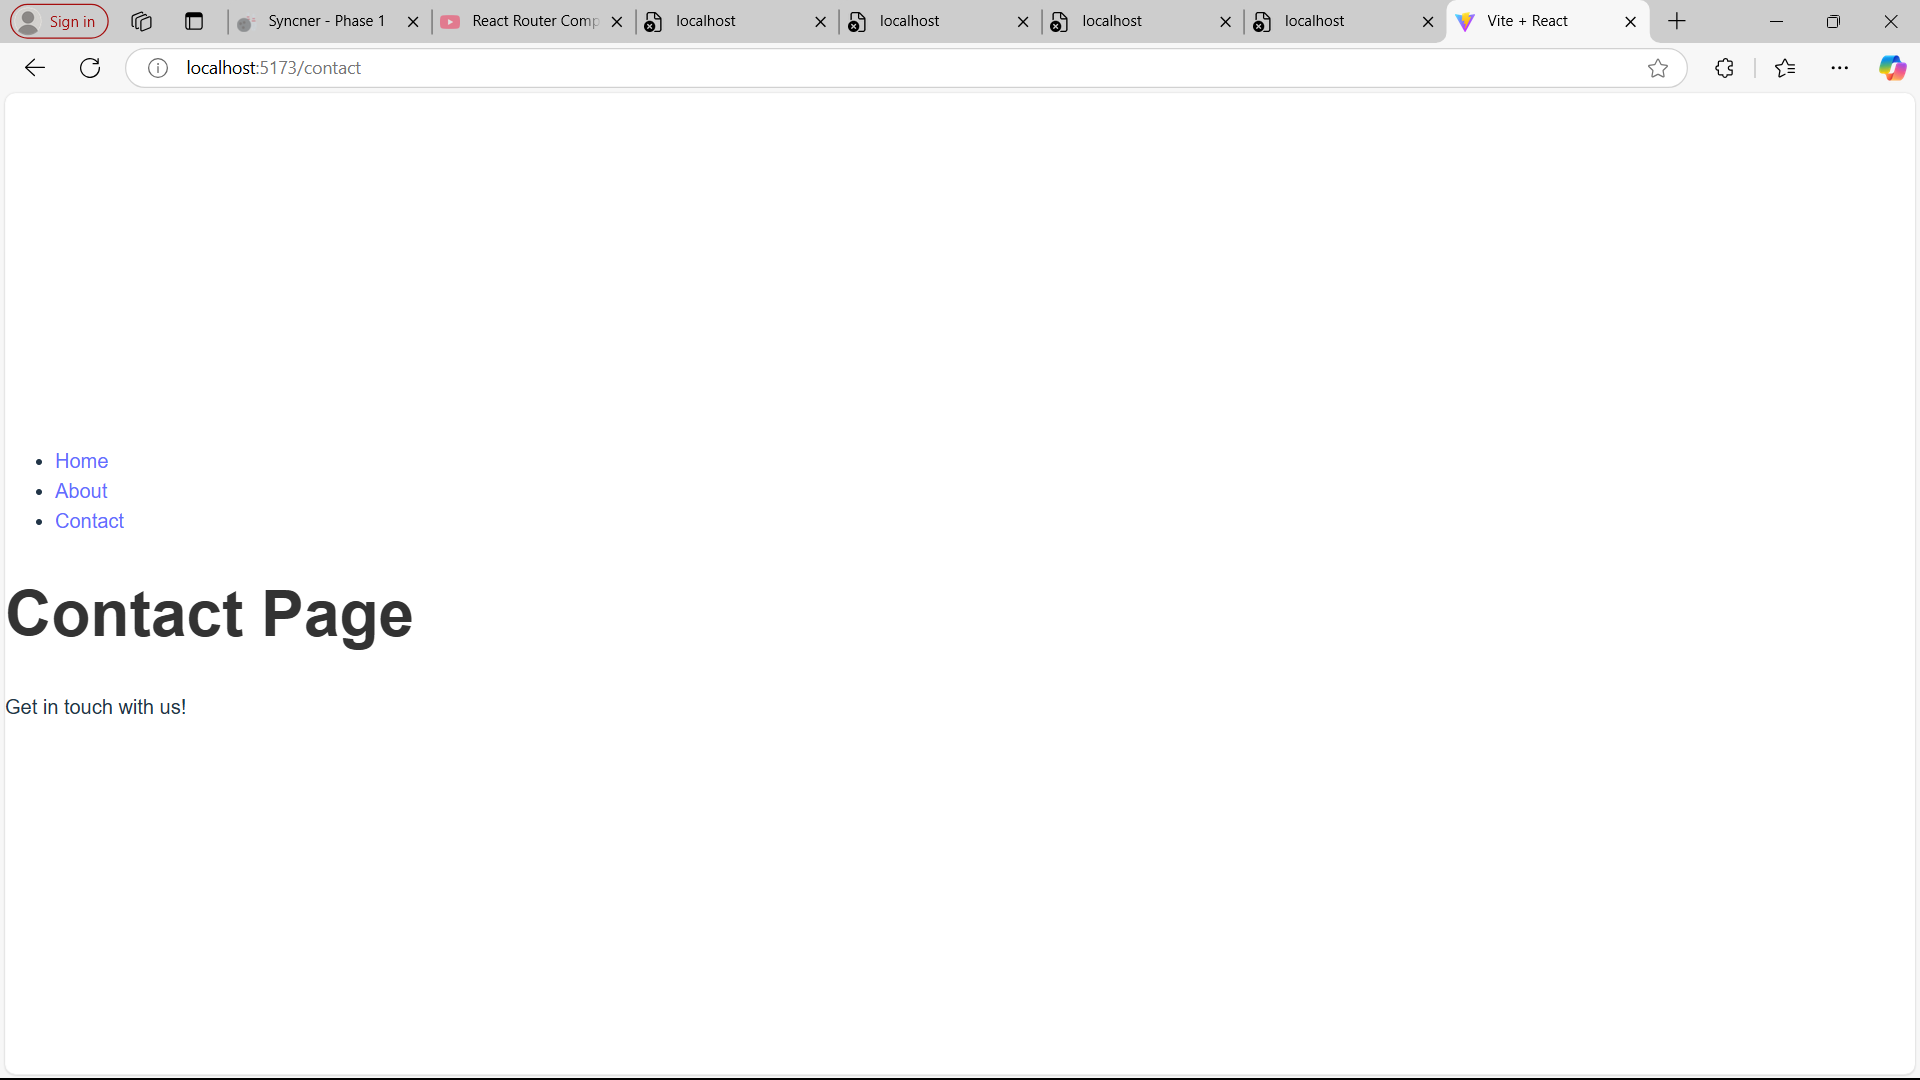 Sign in
Syncner - Phase 1
React Router Comp
localhost
localhost
localhost
localhost
Vite + React
localhost:5173/contact
Home
About
Contact
Contact Page
Get in touch with us!